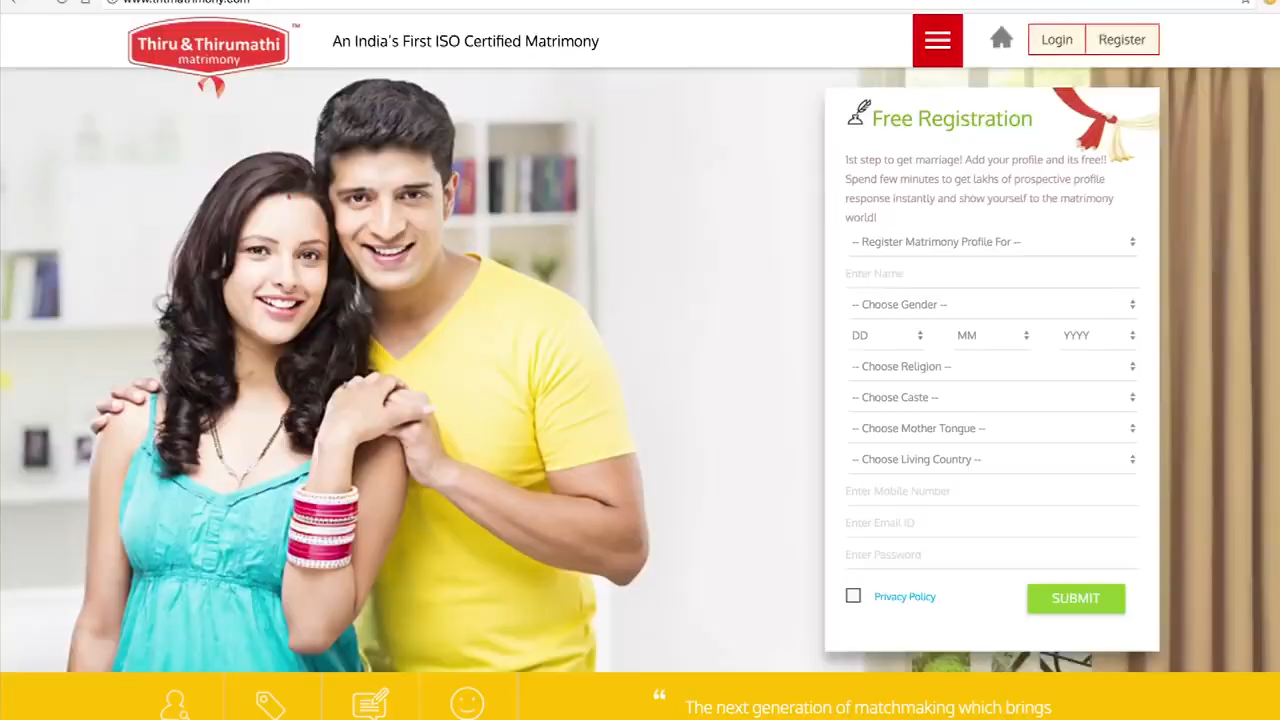 www.tntmatrimony.com
Thiru & Thirumathi
matrimony
™
An India's First ISO Certified Matrimony
Login
Register
Free Registration
1st step to get marriage! Add your profile and its free!!
Spend few minutes to get lakhs of prospective profile
response instantly and show yourself to the matrimony
world!
-- Register Matrimony Profile For --
Enter Name
-- Choose Gender --
DD
MM
YYYY
-- Choose Religion --
-- Choose Caste --
-- Choose Mother Tongue --
-- Choose Living Country --
Enter Mobile Number
Enter Email ID
Enter Password
Privacy Policy
SUBMIT
“ The next generation of matchmaking which brings